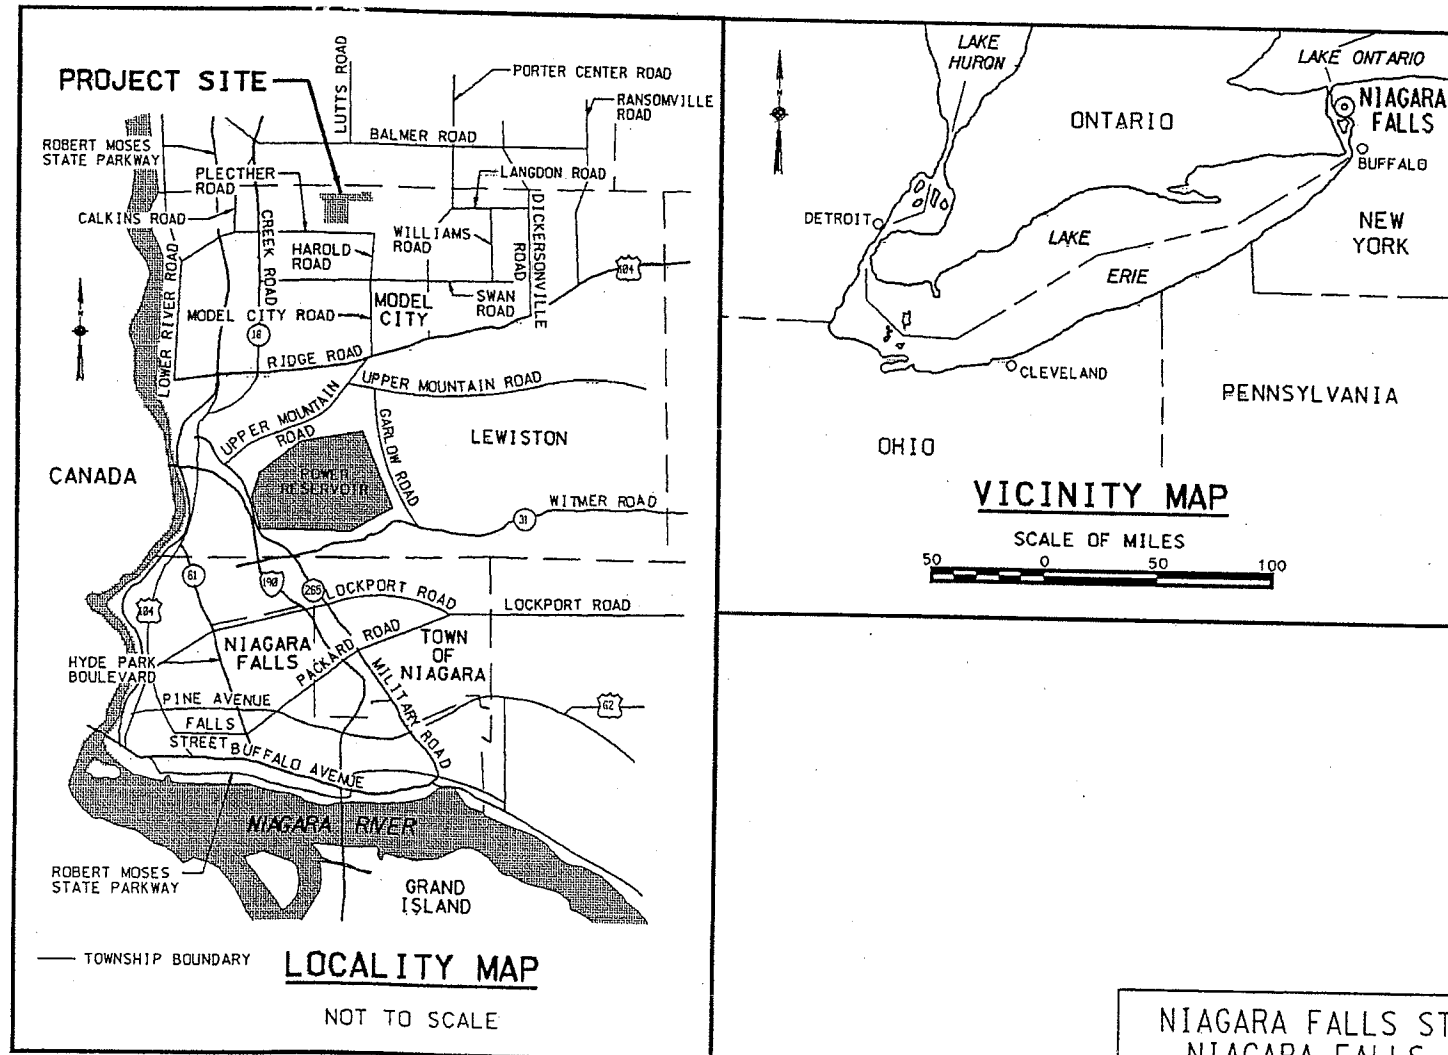 PROJECT SITE
LUTTS ROAD
PORTER CENTER ROAD
RANSOMVILLE
ROAD
BALMER ROAD
ROBERT MOSES
STATE PARKWAY
PLECTHER
ROAD
LANGDON ROAD
CALKINS ROAD
CREEK ROAD
WILLIAMS
ROAD
DICKERSONVILLE
ROAD
HAROLD
ROAD
LOWER RIVER ROAD
104
SWAN
ROAD
MODEL
CITY
MODEL CITY ROAD
18
RIDGE ROAD
UPPER MOUNTAIN ROAD
UPPER MOUNTAIN
ROAD
GARLOW ROAD
LEWISTON
CANADA
POWER
RESERVOIR
WITMER ROAD
31
61
190
265
104
LOCKPORT ROAD
LOCKPORT ROAD
NIAGARA
FALLS
PACKARD ROAD
TOWN
OF
NIAGARA
HYDE PARK
BOULEVARD
MILITARY ROAD
PINE AVENUE
62
FALLS
STREET
BUFFALO AVENUE
NIAGARA RIVER
ROBERT MOSES
STATE PARKWAY
GRAND
ISLAND
TOWNSHIP BOUNDARY
LOCALITY MAP
NOT TO SCALE
N
LAKE
HURON
LAKE ONTARIO
NIAGARA
FALLS
ONTARIO
BUFFALO
DETROIT
NEW
YORK
LAKE
ERIE
CLEVELAND
PENNSYLVANIA
OHIO
VICINITY MAP
SCALE OF MILES
50 0 50 100
N
NIAGARA FALLS ST
NIAGARA FALLS